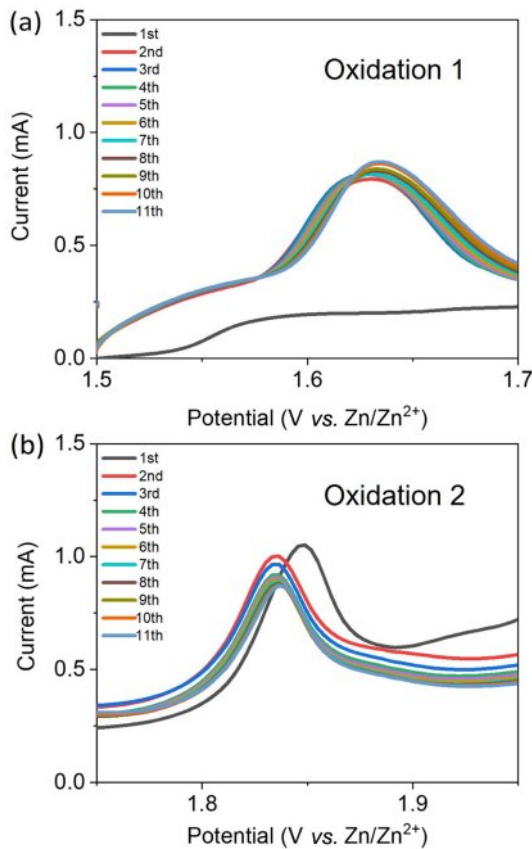 (a)
1.5
1.0
0.5
0.0
Current (mA)
1st
2nd
3rd
4th
5th
6th
7th
8th
9th
10th
11th
Oxidation 1
1.5
1.6
1.7
Potential (V vs. Zn/Zn²⁺)
(b)
1.5
1.0
0.5
0.0
Current (mA)
1st
2nd
3rd
4th
5th
6th
7th
8th
9th
10th
11th
Oxidation 2
1.8
1.9
Potential (V vs. Zn/Zn²⁺)